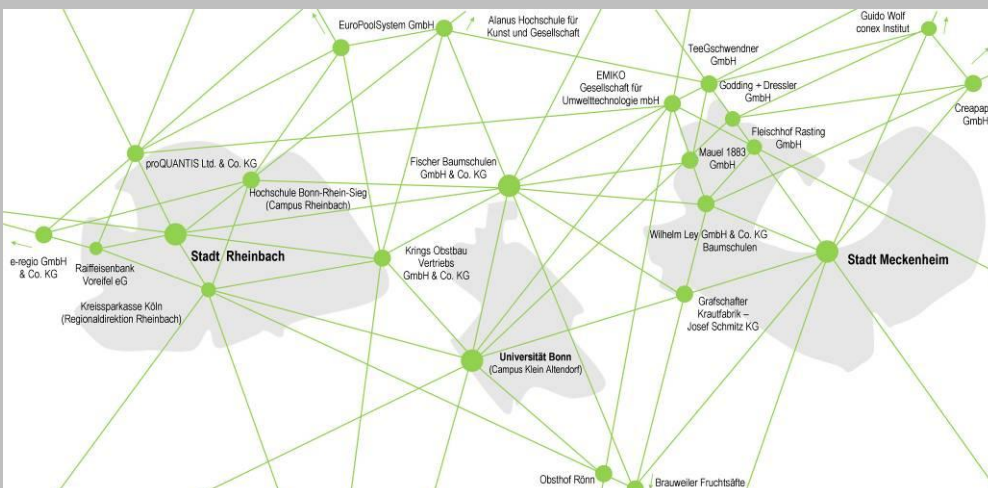 EuroPoolSystem GmbH
Alanus Hochschule für
Kunst und Gesellschaft
Guido Wolf
conex Institut
TeeGschwendner
GmbH
EMIKO
Gesellschaft für
Umwelttechnologie mbH
Godding + Dressler
GmbH
Creapap
GmbH
Fleischhof Rasting
GmbH
proQUANTIS Ltd. & Co. KG
Fischer Baumschulen
GmbH & Co. KG
Mauel 1883
GmbH
Hochschule Bonn-Rhein-Sieg
(Campus Rheinbach)
Wilhelm Ley GmbH & Co. KG
Baumschulen
e-regio GmbH
& Co. KG
Raiffeisenbank
Voreifel eG
Stadt Rheinbach
Krings Obstbau
Vertriebs
GmbH & Co. KG
Stadt Meckenheim
Kreissparkasse Köln
(Regionaldirektion Rheinbach)
Grafschafter
Krautfabrik –
Josef Schmitz KG
Universität Bonn
(Campus Klein Altendorf)
Obsthof Rönn
Brauweiler Fruchtsäfte